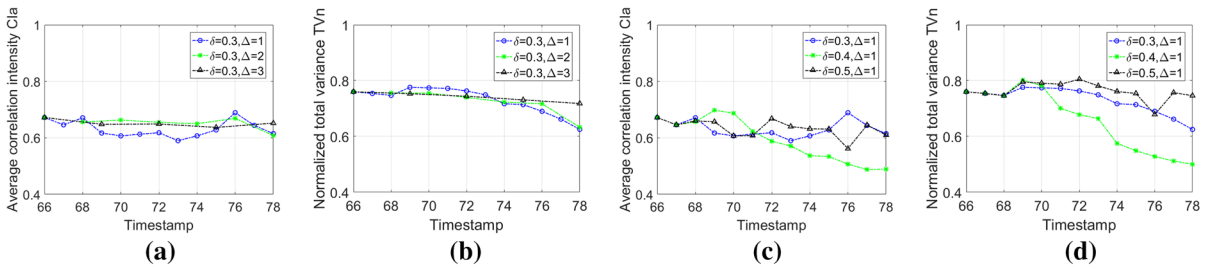 Average correlation intensity Cla
1
0.8
0.6
0.4
66 68 70 72 74 76 78
Timestamp
δ=0.3,Δ=1
δ=0.3,Δ=2
δ=0.3,Δ=3
(a)
Normalized total variance TVn
1
0.8
0.6
0.4
66 68 70 72 74 76 78
Timestamp
δ=0.3,Δ=1
δ=0.3,Δ=2
δ=0.3,Δ=3
(b)
Average correlation intensity Cla
1
0.8
0.6
0.4
66 68 70 72 74 76 78
Timestamp
δ=0.3,Δ=1
δ=0.4,Δ=1
δ=0.5,Δ=1
(c)
Normalized total variance TVn
1
0.8
0.6
0.4
66 68 70 72 74 76 78
Timestamp
δ=0.3,Δ=1
δ=0.4,Δ=1
δ=0.5,Δ=1
(d)